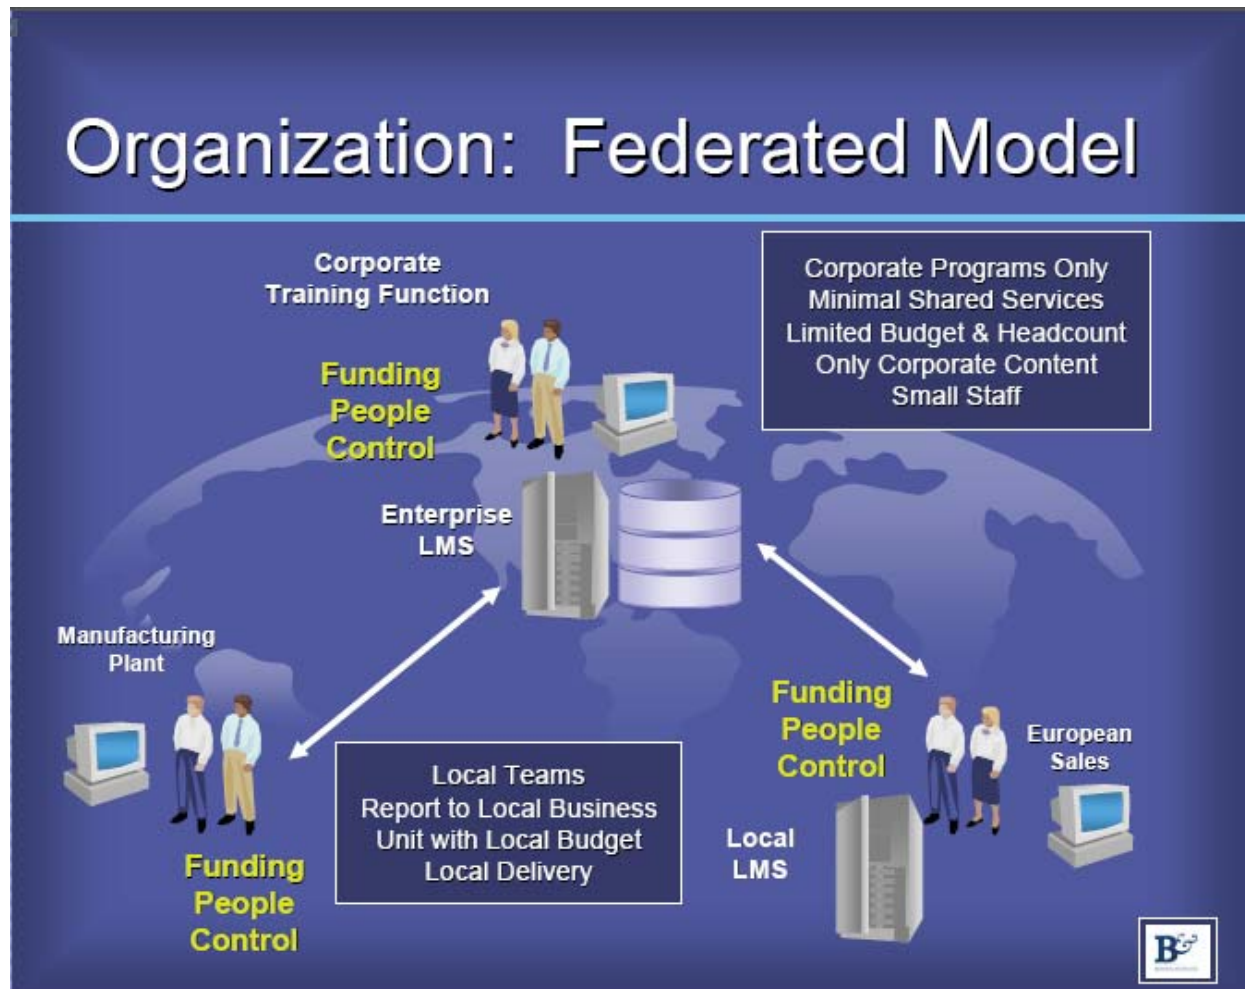 Organization: Federated Model
Corporate
Training Function
Corporate Programs Only
Minimal Shared Services
Limited Budget & Headcount
Only Corporate Content
Small Staff
Funding
People
Control
Enterprise
LMS
Manufacturing
Plant
Funding
People
Control
Local Teams
Report to Local Business
Unit with Local Budget
Local Delivery
Funding
People
Control
European
Sales
Local
LMS
B&